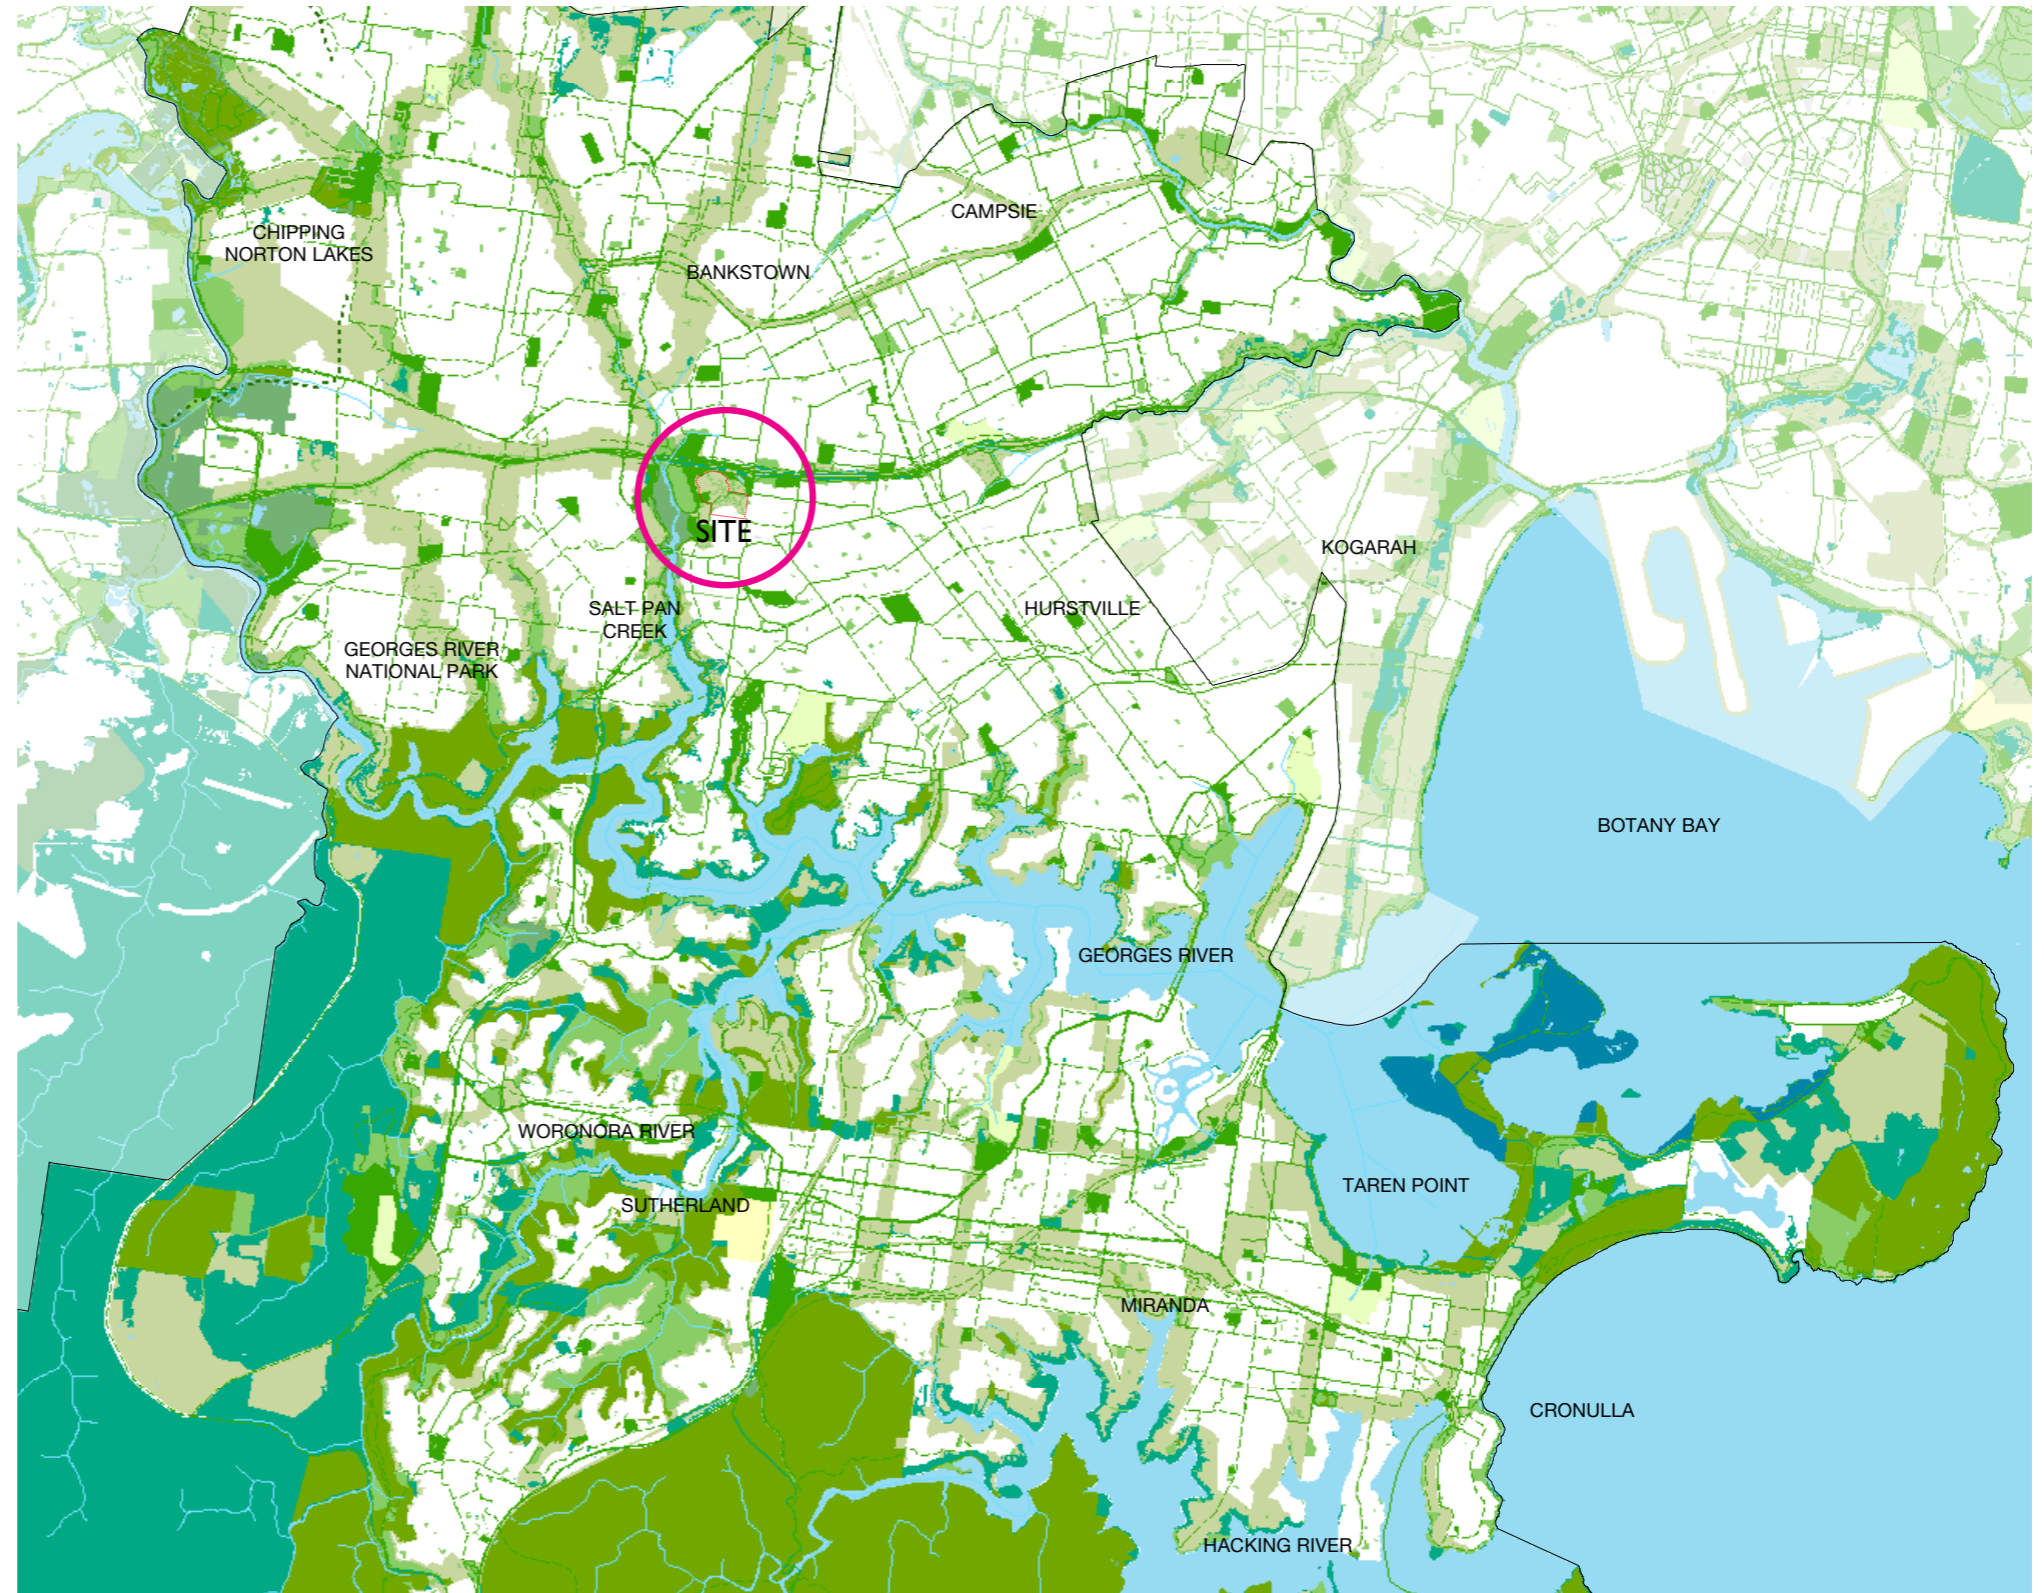 CAMPSIE
CHIPPING
NORTON LAKES
BANKSTOWN
SITE
KOGARAH
SALT PAN
CREEK
HURSTVILLE
GEORGES RIVER
NATIONAL PARK
BOTANY BAY
GEORGES RIVER
WORONORA RIVER
TAREN POINT
SUTHERLAND
MIRANDA
CRONULLA
HACKING RIVER